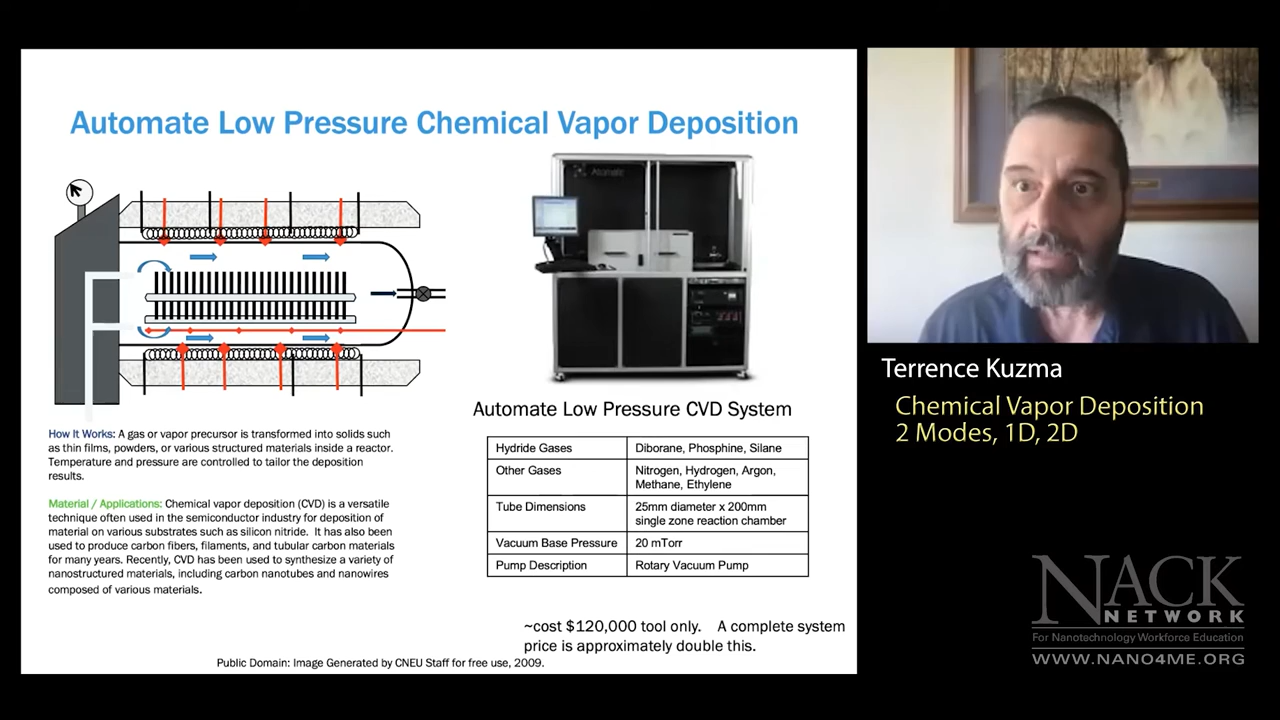 Automate Low Pressure Chemical Vapor Deposition
Atomate
Automate Low Pressure CVD System
How It Works: A gas or vapor precursor is transformed into solids such
as thin films, powders, or various structured materials inside a reactor.
Temperature and pressure are controlled to tailor the deposition
results.
Material / Applications: Chemical vapor deposition (CVD) is a versatile
technique often used in the semiconductor industry for deposition of
material on various substrates such as silicon nitride. It has also been
used to produce carbon fibers, filaments, and tubular carbon materials
for many years. Recently, CVD has been used to synthesize a variety of
nanostructured materials, including carbon nanotubes and nanowires
composed of various materials.
Hydride Gases Diborane, Phosphine, Silane
Other Gases Nitrogen, Hydrogen, Argon,
Methane, Ethylene
Tube Dimensions 25mm diameter x 200mm
single zone reaction chamber
Vacuum Base Pressure 20 mTorr
Pump Description Rotary Vacuum Pump
~cost $120,000 tool only. A complete system
price is approximately double this.
Public Domain: Image Generated by CNEU Staff for free use, 2009.
Terrence Kuzma
Chemical Vapor Deposition
2 Modes, 1D, 2D
NACK
NETWORK
For Nanotechnology Workforce Education
WWW.NANO4ME.ORG